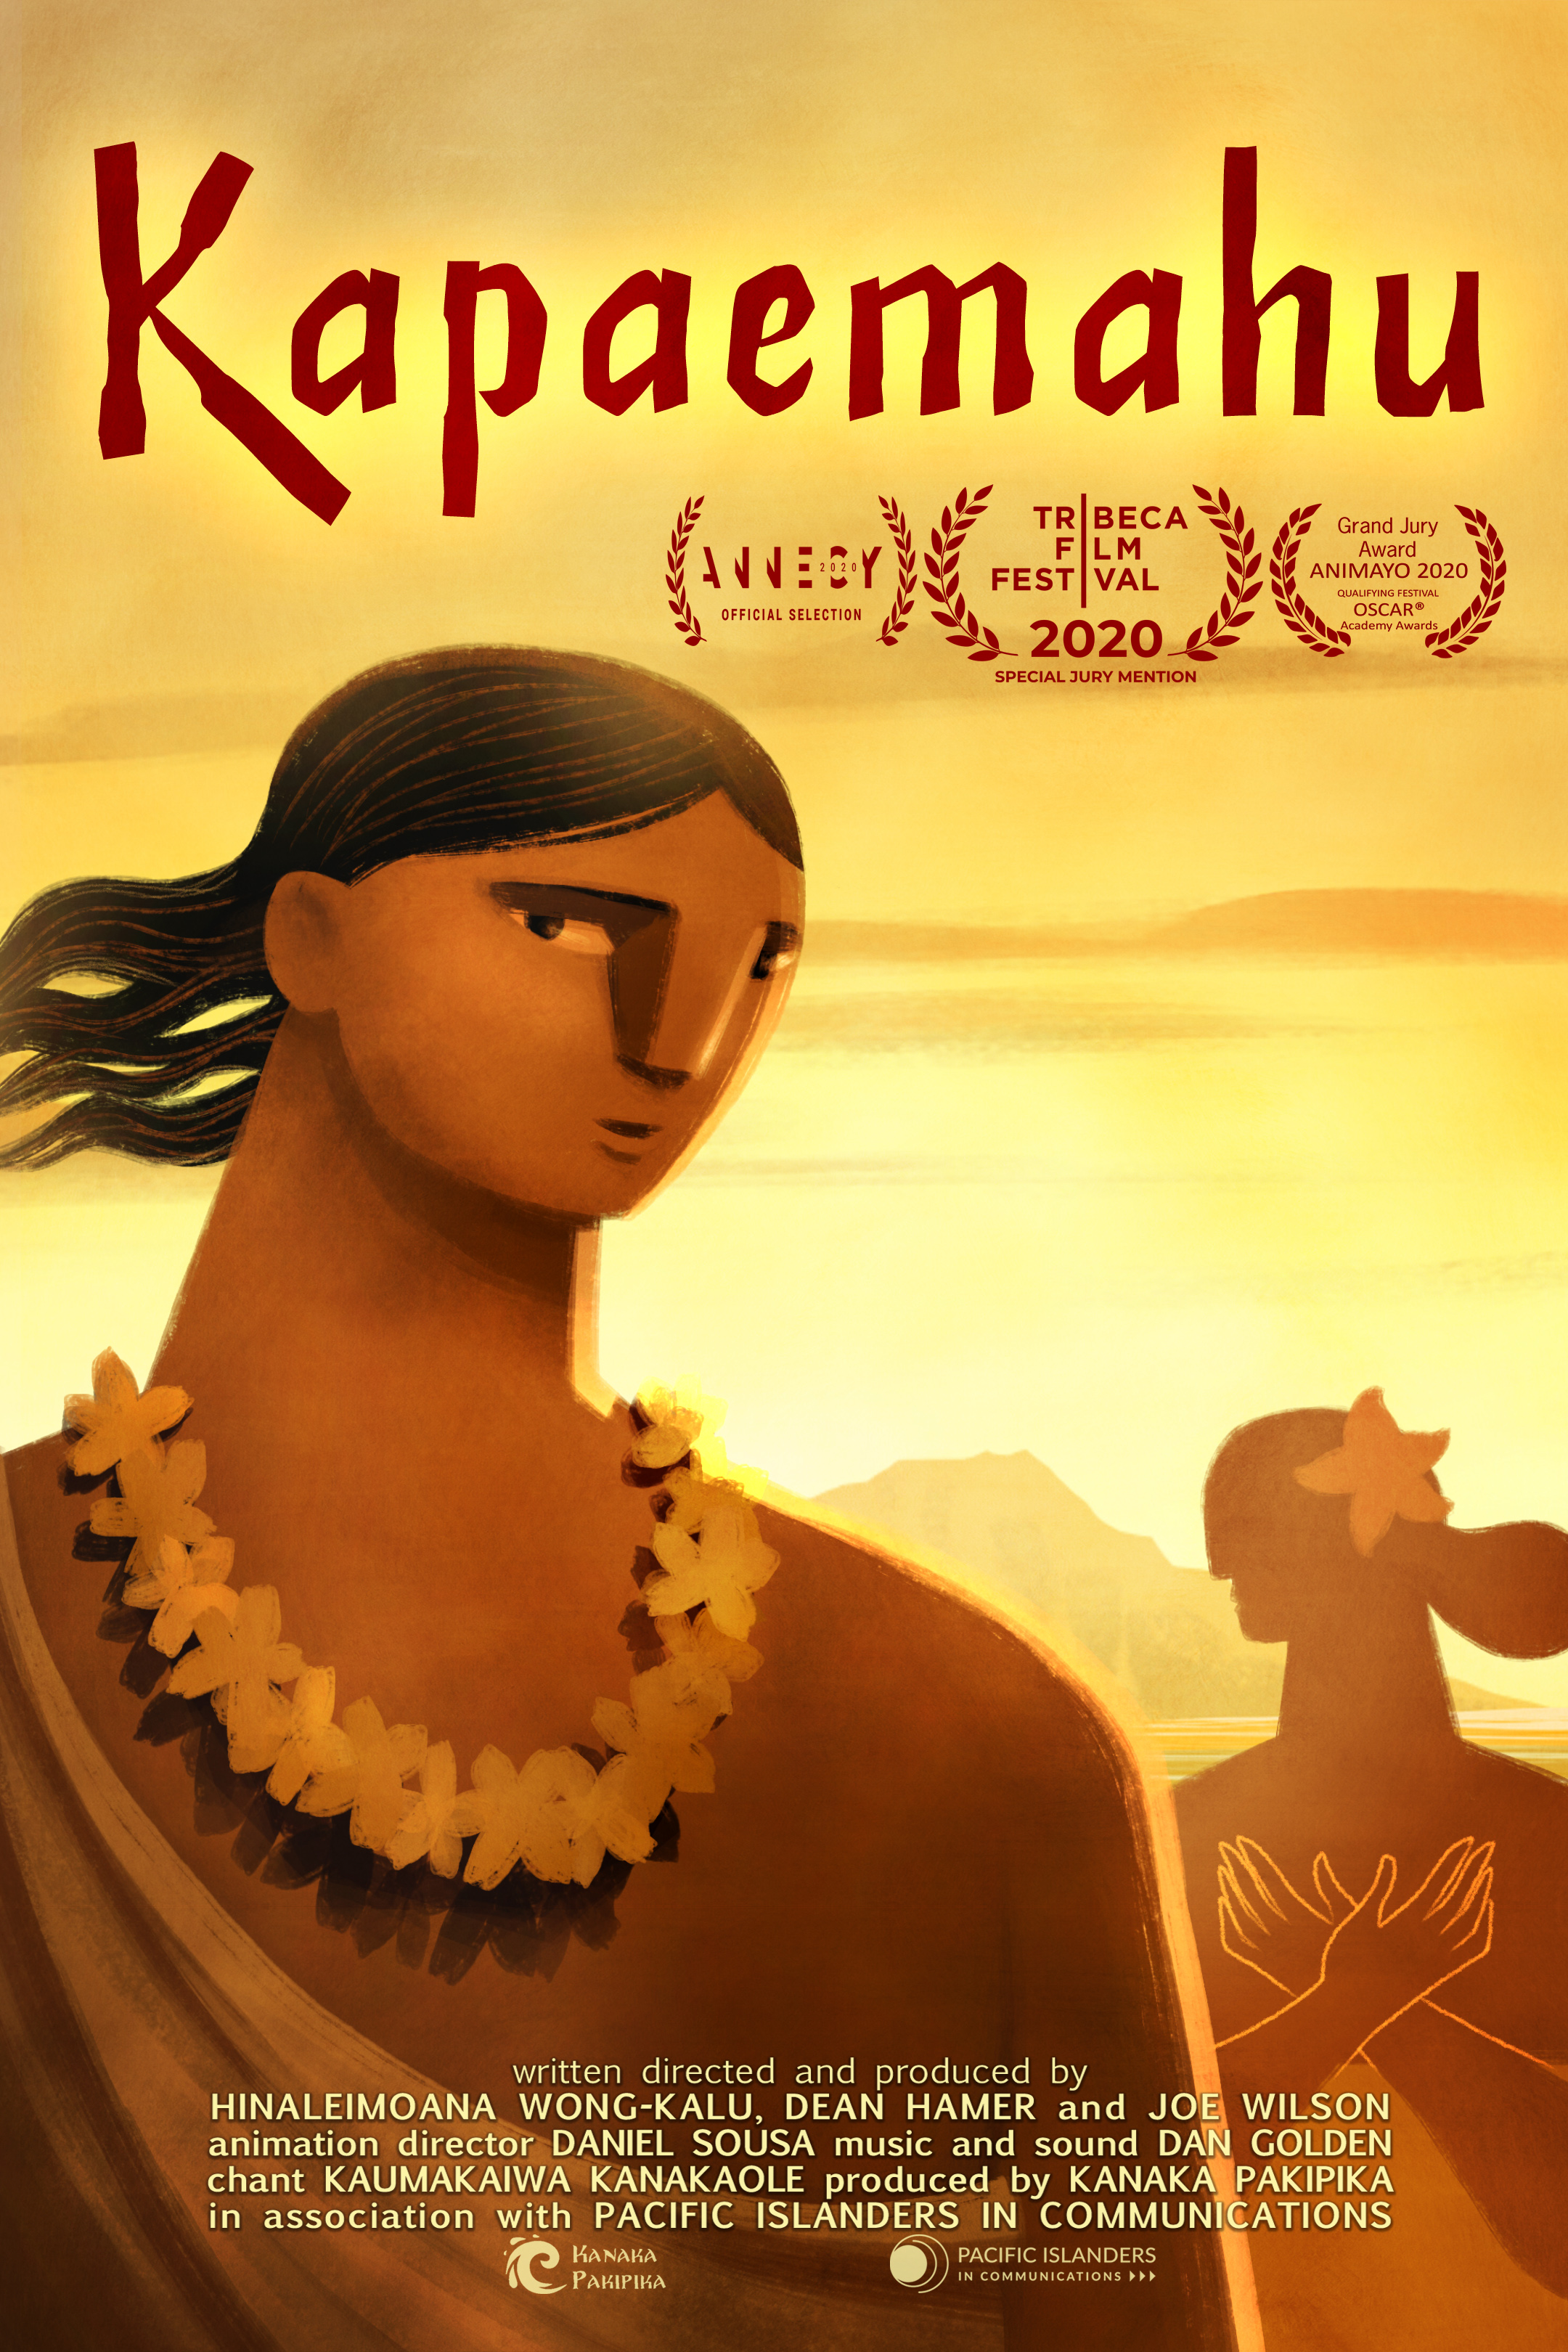 Kapaemahu
ANNECY
2020
OFFICIAL SELECTION
TRIBECA
FILM
FESTIVAL
2020
SPECIAL JURY MENTION
Grand Jury
Award
ANIMAYO 2020
QUALIFYING FESTIVAL
OSCAR®
Academy Awards
written directed and produced by
HINALEIMOANA WONG-KALU, DEAN HAMER and JOE WILSON
animation director DANIEL SOUSA music and sound DAN GOLDEN
chant KAUMAKAIWA KANAKAOLE produced by KANAKA PAKIPIKA
in association with PACIFIC ISLANDERS IN COMMUNICATIONS
KANAKA
PAKIPIKA
PACIFIC ISLANDERS
IN COMMUNICATIONS